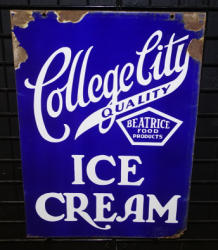 College City
QUALITY
BEATRICE
FOOD
PRODUCTS
ICE
CREAM